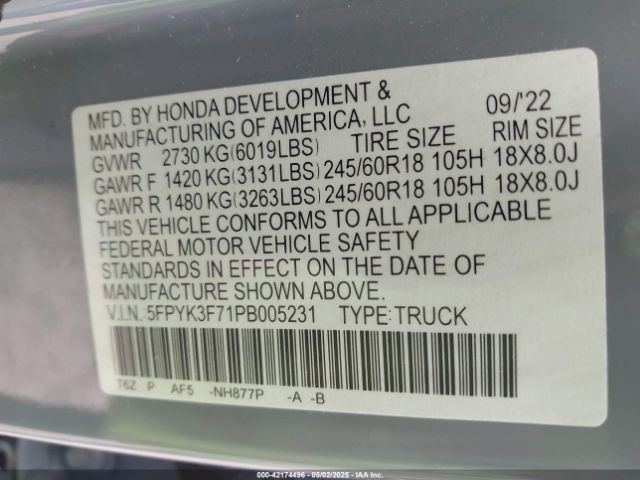 MFD. BY HONDA DEVELOPMENT &
MANUFACTURING OF AMERICA, LLC 09/'22
GVWR 2730 KG(6019LBS) TIRE SIZE RIM SIZE
GAWR F 1420 KG(3131LBS) 245/60R18 105H 18X8.0J
GAWR R 1480 KG(3263LBS) 245/60R18 105H 18X8.0J
THIS VEHICLE CONFORMS TO ALL APPLICABLE
FEDERAL MOTOR VEHICLE SAFETY
STANDARDS IN EFFECT ON THE DATE OF
MANUFACTURE SHOWN ABOVE.
V.I.N.: 5FPYK3F71PB005231 TYPE: TRUCK
T6Z P AF5 -NH877P -A -B
000-42174496 - 05/02/2025 - IAA Inc.